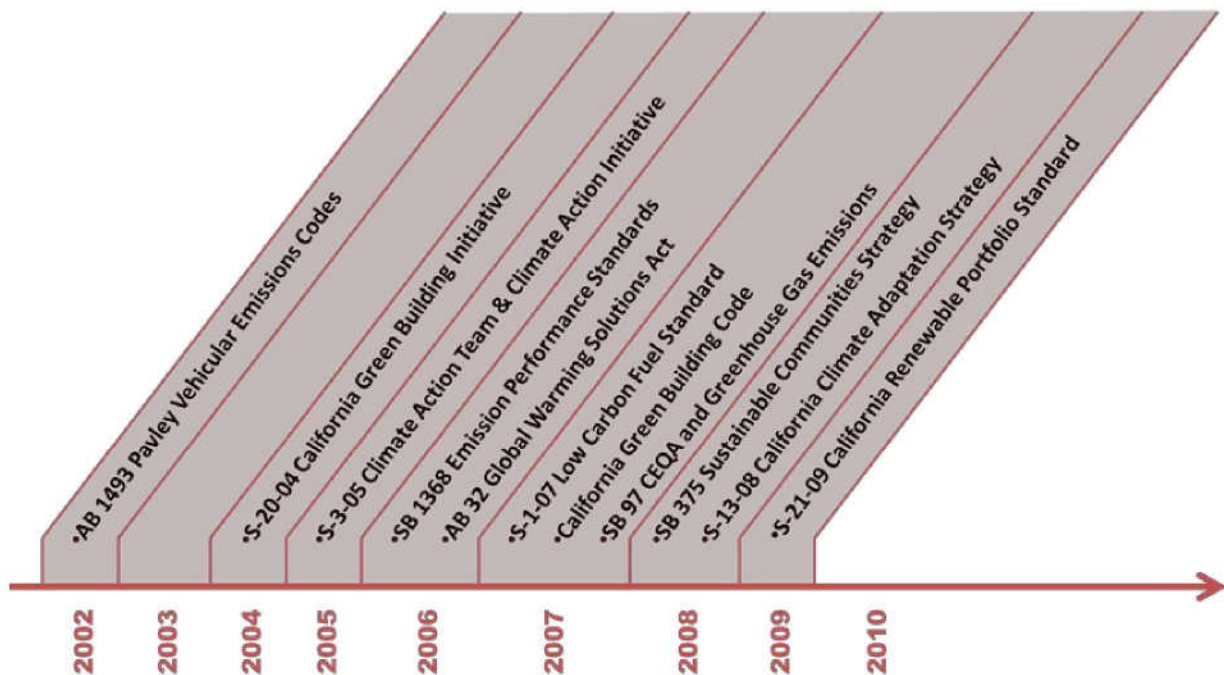 •AB 1493 Pavley Vehicular Emissions Codes
•S-20-04 California Green Building Initiative
•S-3-05 Climate Action Team & Climate Action Initiative
•SB 1368 Emission Performance Standards
•AB 32 Global Warming Solutions Act
•S-1-07 Low Carbon Fuel Standard
•California Green Building Code
•SB 97 CEQA and Greenhouse Gas Emissions
•SB 375 Sustainable Communities Strategy
•S-13-08 California Climate Adaptation Strategy
•S-21-09 California Renewable Portfolio Standard
2002
2003
2004
2005
2006
2007
2008
2009
2010